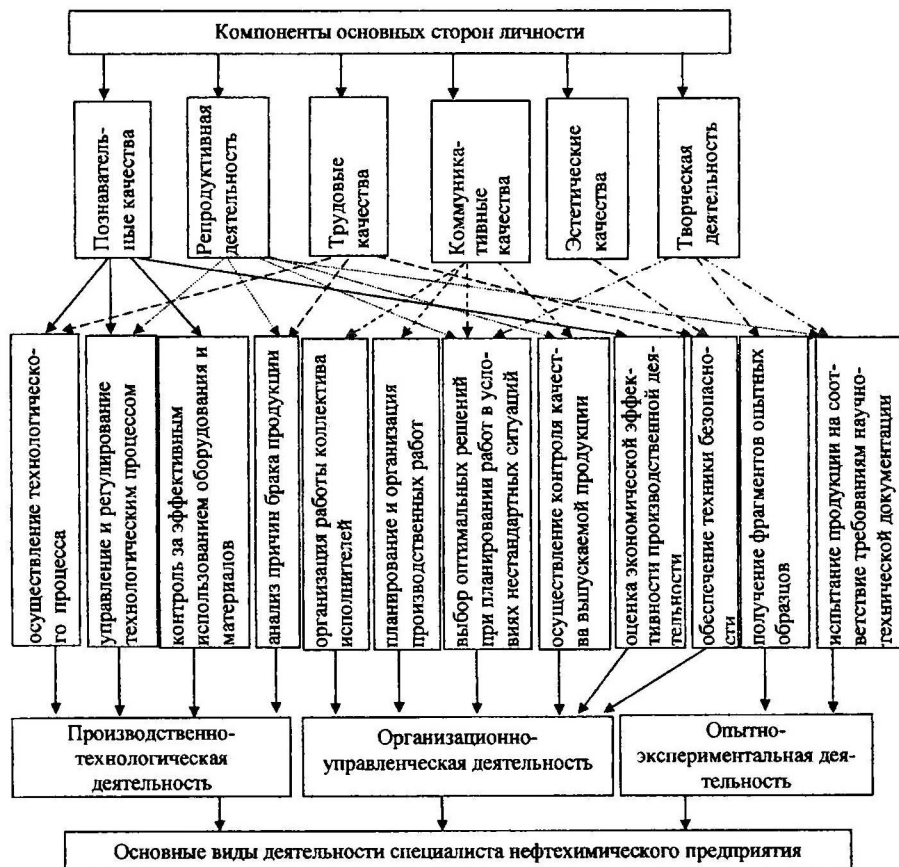 Компоненты основных сторон личности
Познаватель-
ные качества
Репродуктивная
деятельность
Трудовые
качества
Коммуника-
тивные
качества
Эстетические
качества
Творческая
деятельность
осуществление технологическо-
го процесса
управление и регулирование
технологическим процессом
контроль за эффективным
использованием оборудования и
материалов
анализ причин брака продукции
организация работы коллектива
исполнителей
планирование и организация
производственных работ
выбор оптимальных решений
при планировании работ в усло-
виях нестандартных ситуаций
осуществление контроля качест-
ва выпускаемой продукции
оценка экономической эффек-
тивности производственной дея-
тельности
обеспечение техники безопасно-
сти
получение фрагментов опытных
образцов
испытание продукции на соот-
ветствие требованиям научно-
технической документации
Производственно-
технологическая
деятельность
Организационно-
управленческая деятельность
Опытно-
экспериментальная дея-
тельность
Основные виды деятельности специалиста нефтехимического предприятия